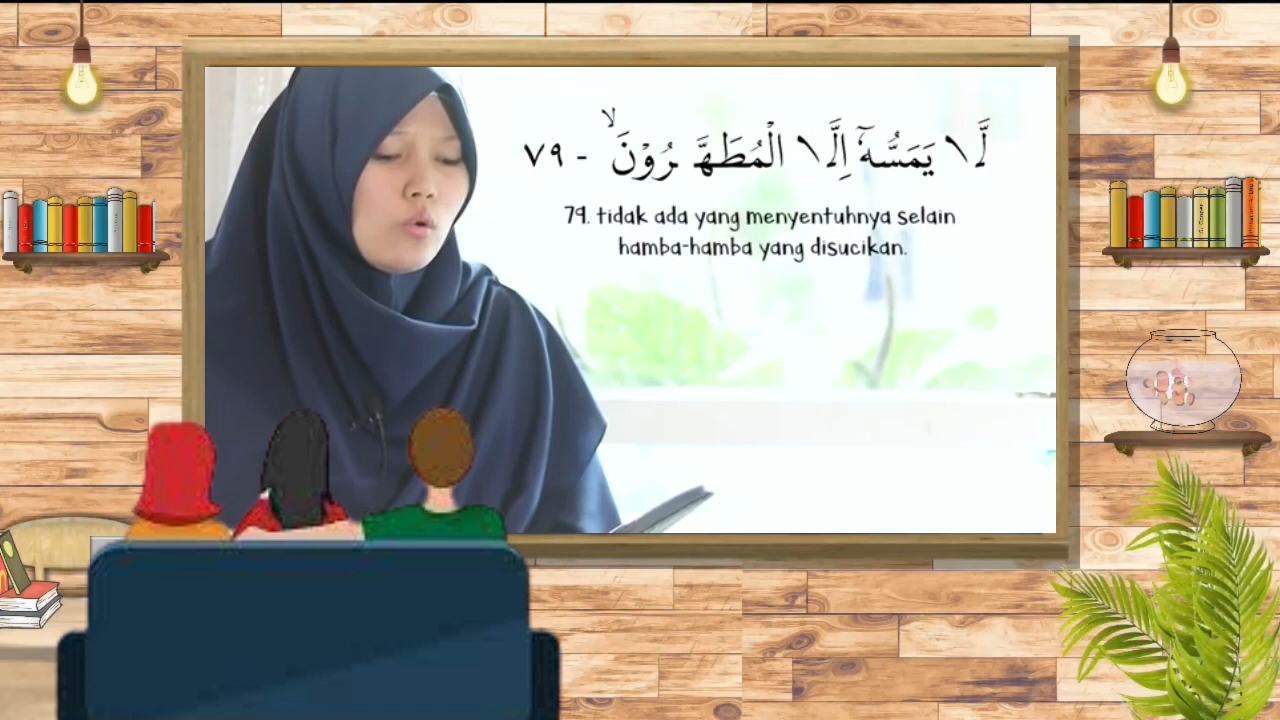 لَّا يَمَسُّهٗٓ اِلَّا الْمُطَهَّ رُوْنَۙ - ٧٩
79. tidak ada yang menyentuhnya selain
hamba-hamba yang disucikan.